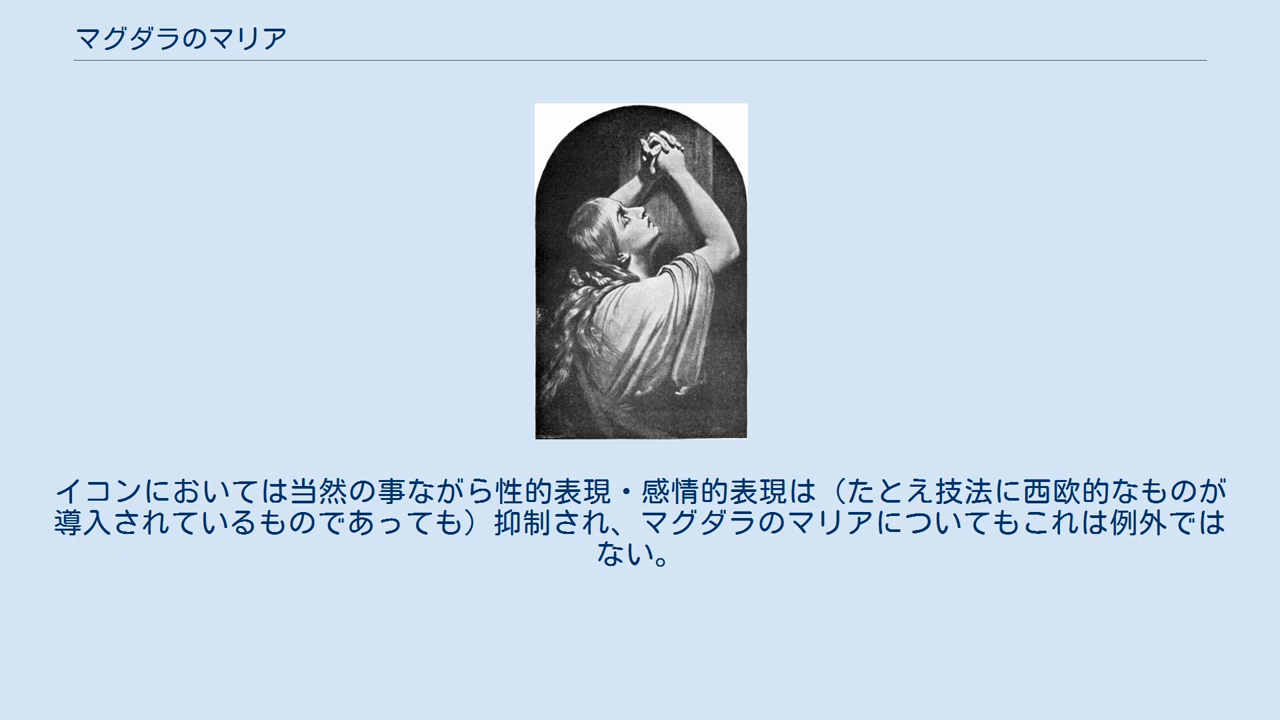 マグダラのマリア
イコンにおいては当然の事ながら性的表現・感情的表現は（たとえ技法に西欧的なものが
導入されているものであっても）抑制され、マグダラのマリアについてもこれは例外では
ない。